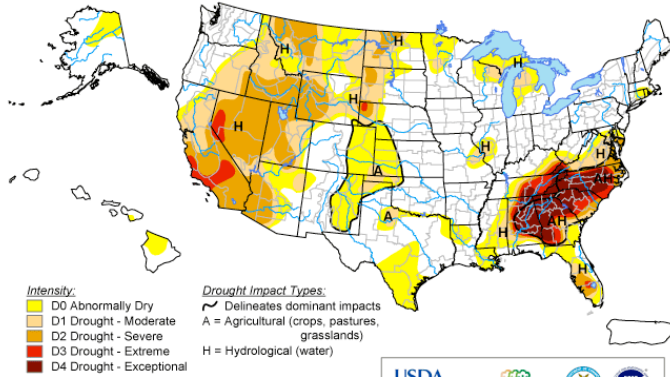 H
H
H
H
H
H
H
A
A
H
H
AH
AH
H
Intensity:
D0 Abnormally Dry
D1 Drought - Moderate
D2 Drought - Severe
D3 Drought - Extreme
D4 Drought - Exceptional
Drought Impact Types:
Delineates dominant impacts
A = Agricultural (crops, pastures,
grasslands)
H = Hydrological (water)
USDA